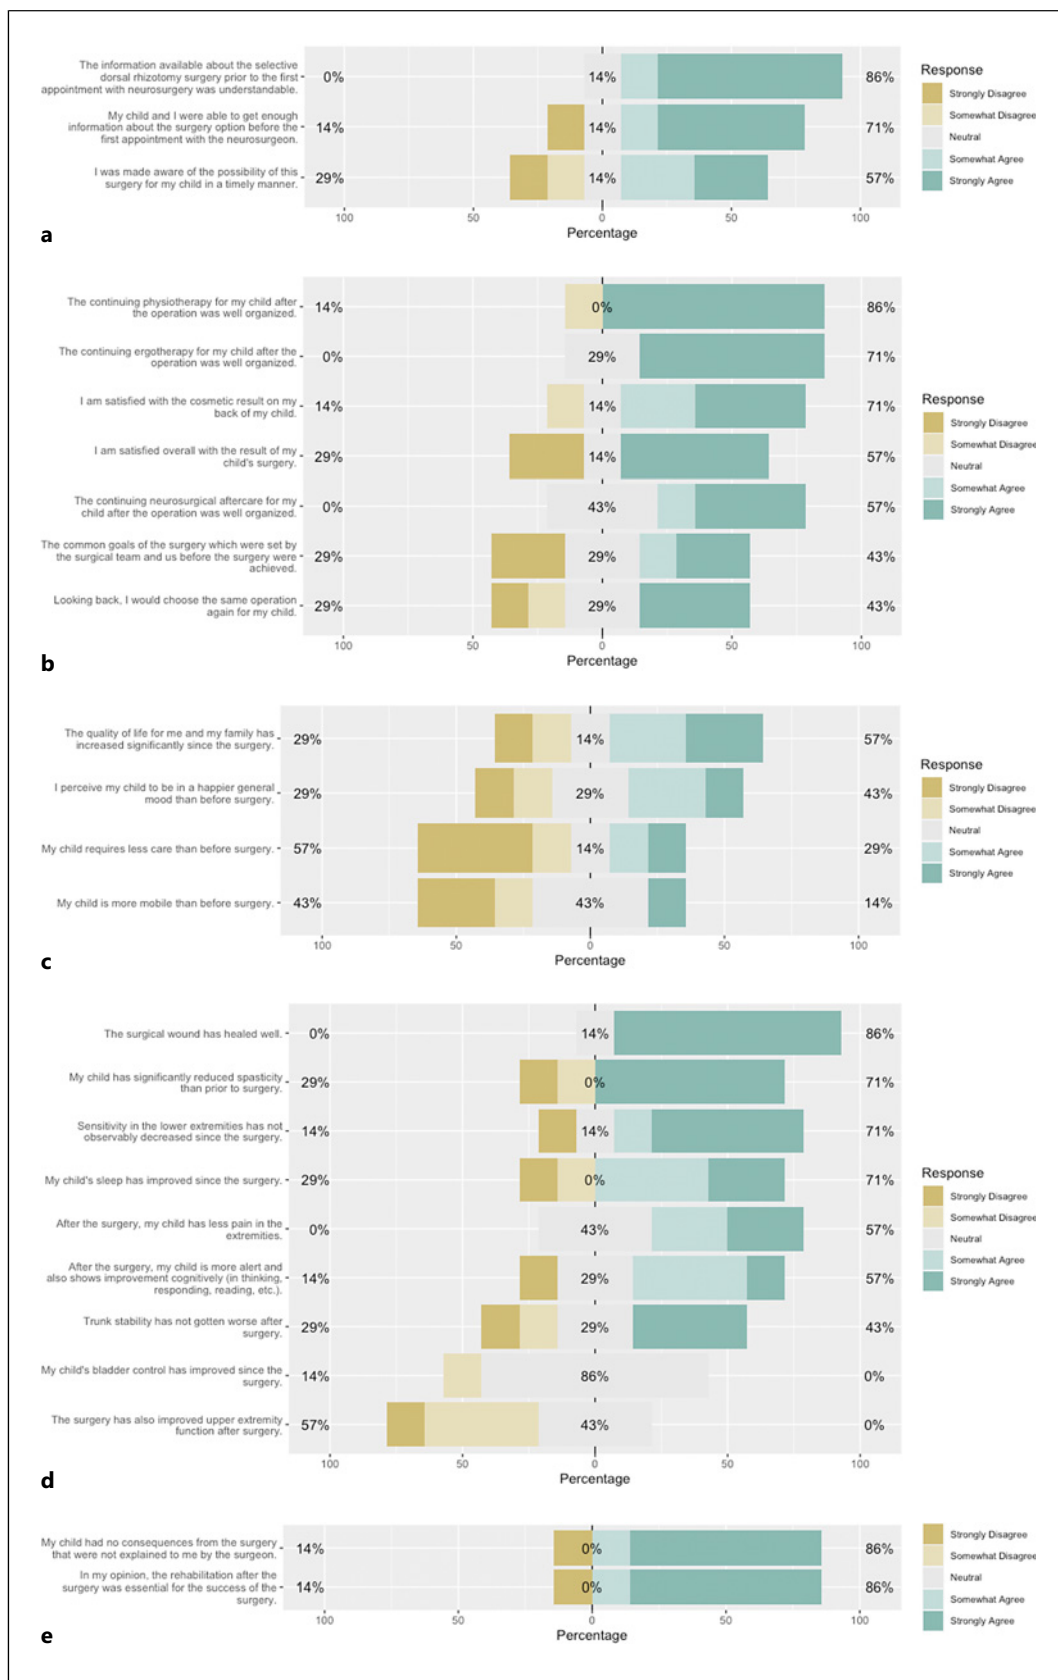 The information available about the selective
dorsal rhizotomy surgery prior to the first
appointment with neurosurgery was understandable.
0%
14%
86%
My child and I were able to get enough
information about the surgery option before the
first appointment with the neurosurgeon.
14%
14%
71%
I was made aware of the possibility of this
surgery for my child in a timely manner.
29%
14%
57%
100
50
0
50
100
Percentage
Response
Strongly Disagree
Somewhat Disagree
Neutral
Somewhat Agree
Strongly Agree
a
The continuing physiotherapy for my child after
the operation was well organized.
14%
0%
86%
The continuing ergotherapy for my child after the
operation was well organized.
0%
29%
71%
I am satisfied with the cosmetic result on my
back of my child.
14%
14%
71%
I am satisfied overall with the result of my
child's surgery.
29%
14%
57%
The continuing neurosurgical aftercare for my
child after the operation was well organized.
0%
43%
57%
The common goals of the surgery which were set by
the surgical team and us before the surgery were
achieved.
29%
29%
43%
Looking back, I would choose the same operation
again for my child.
29%
29%
43%
100
50
0
50
100
Percentage
Response
Strongly Disagree
Somewhat Disagree
Neutral
Somewhat Agree
Strongly Agree
b
The quality of life for me and my family has
increased significantly since the surgery.
29%
14%
57%
I perceive my child to be in a happier general
mood than before surgery.
29%
29%
43%
My child requires less care than before surgery.
57%
14%
29%
My child is more mobile than before surgery.
43%
43%
14%
100
50
0
50
100
Percentage
Response
Strongly Disagree
Somewhat Disagree
Neutral
Somewhat Agree
Strongly Agree
c
The surgical wound has healed well.
0%
14%
86%
My child has significantly reduced spasticity
than prior to surgery.
29%
0%
71%
Sensitivity in the lower extremities has not
observably decreased since the surgery.
14%
14%
71%
My child's sleep has improved since the surgery.
29%
0%
71%
After the surgery, my child has less pain in the
extremities.
0%
43%
57%
After the surgery, my child is more alert and
also shows improvement cognitively (in thinking,
responding, reading, etc.).
14%
29%
57%
Trunk stability has not gotten worse after
surgery.
29%
29%
43%
My child's bladder control has improved since the
surgery.
14%
86%
0%
The surgery has also improved upper extremity
function after surgery.
57%
43%
0%
100
50
0
50
100
Percentage
Response
Strongly Disagree
Somewhat Disagree
Neutral
Somewhat Agree
Strongly Agree
d
My child had no consequences from the surgery
that were not explained to me by the surgeon.
14%
0%
86%
In my opinion, the rehabilitation after the
surgery was essential for the success of the
surgery.
14%
0%
86%
100
50
0
50
100
Percentage
Strongly Disagree
Somewhat Disagree
Neutral
Somewhat Agree
Strongly Agree
e